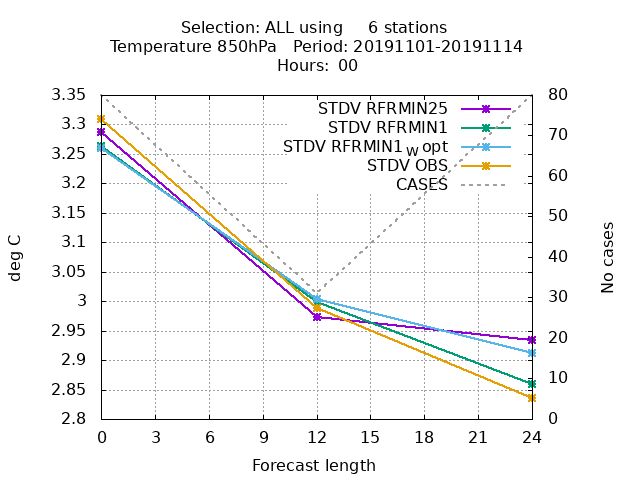 Selection: ALL using 6 stations
Temperature 850hPa Period: 20191101-20191114
Hours: 00
STDV RFRMIN25
STDV RFRMIN1
STDV RFRMIN1_w opt
STDV OBS
CASES
3.35
3.3
3.25
3.2
3.15
3.1
3.05
3
2.95
2.9
2.85
2.8
deg C
80
70
60
50
40
30
20
10
0
No cases
0 3 6 9 12 15 18 21 24
Forecast length